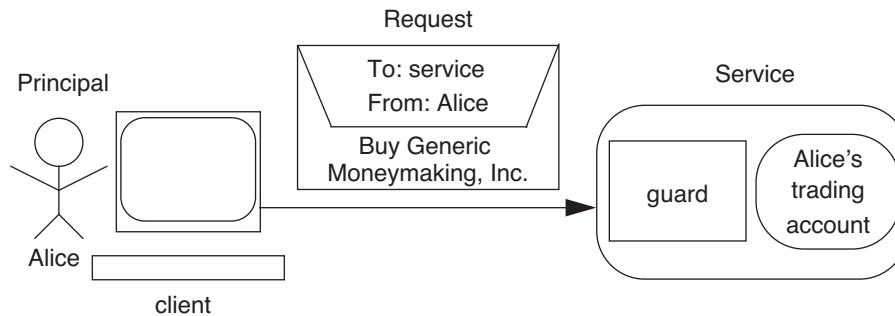 Request
To: service
From: Alice
Buy Generic
Moneymaking, Inc.
Principal
Alice
client
Service
guard
Alice’s
trading
account